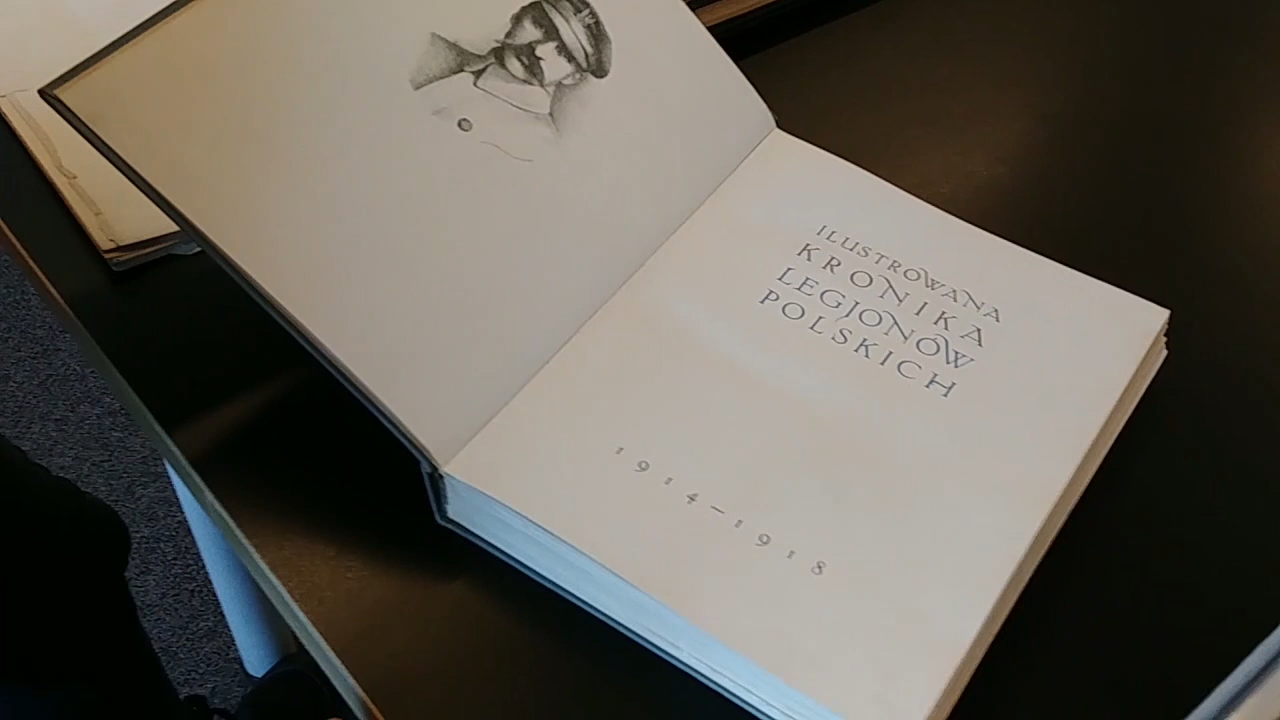 ILUSTROWANA
KRONIKA
LEGJONÓW
POLSKICH
1914–1918